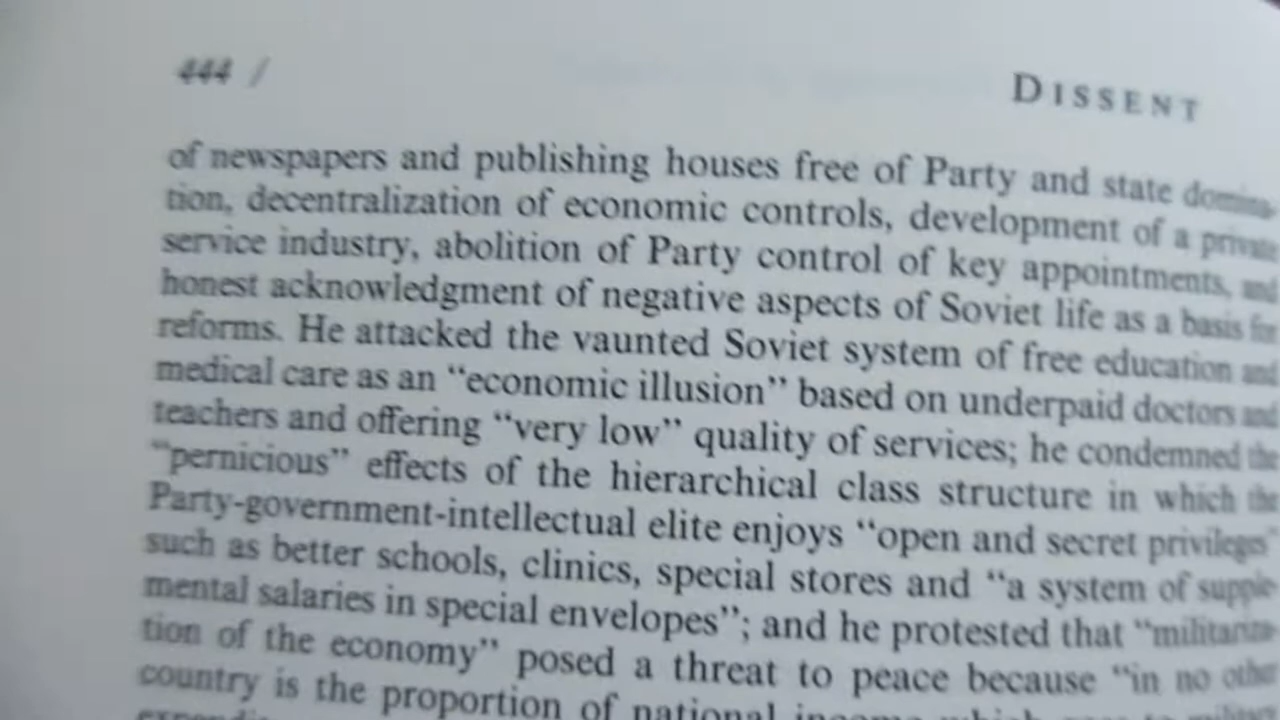 444 / DISSENT
of newspapers and publishing houses free of Party and state domina-
tion, decentralization of economic controls, development of a private
service industry, abolition of Party control of key appointments, and
honest acknowledgment of negative aspects of Soviet life as a basis for
reforms. He attacked the vaunted Soviet system of free education and
medical care as an “economic illusion” based on underpaid doctors and
teachers and offering “very low” quality of services; he condemned the
“pernicious” effects of the hierarchical class structure in which the
Party-government-intellectual elite enjoys “open and secret privileges”
such as better schools, clinics, special stores and “a system of supple-
mental salaries in special envelopes”; and he protested that “militariza-
tion of the economy” posed a threat to peace because “in no other
country is the proportion of national income which